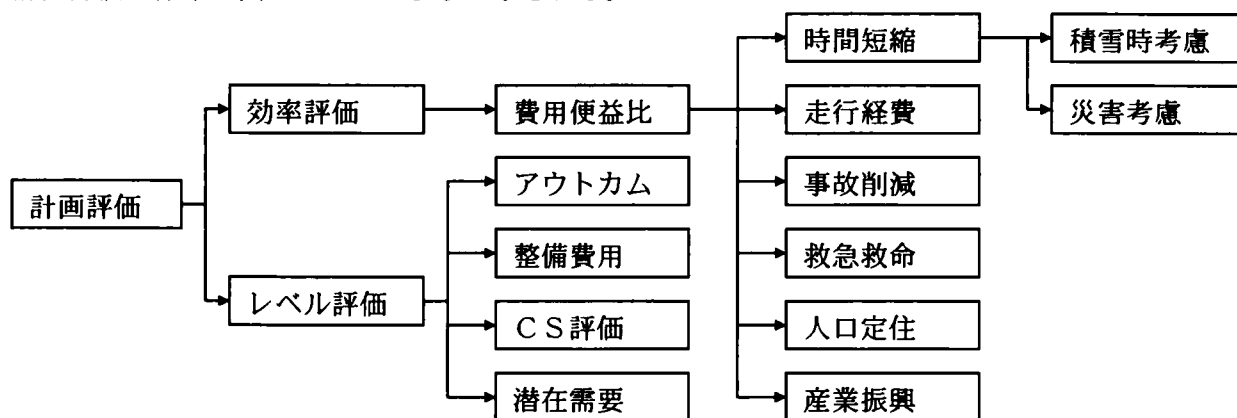 時間短縮
積雪時考慮
効率評価
費用便益比
走行経費
災害考慮
アウトカム
事故削減
計画評価
整備費用
救急救命
レベル評価
CS評価
人口定住
潜在需要
産業振興